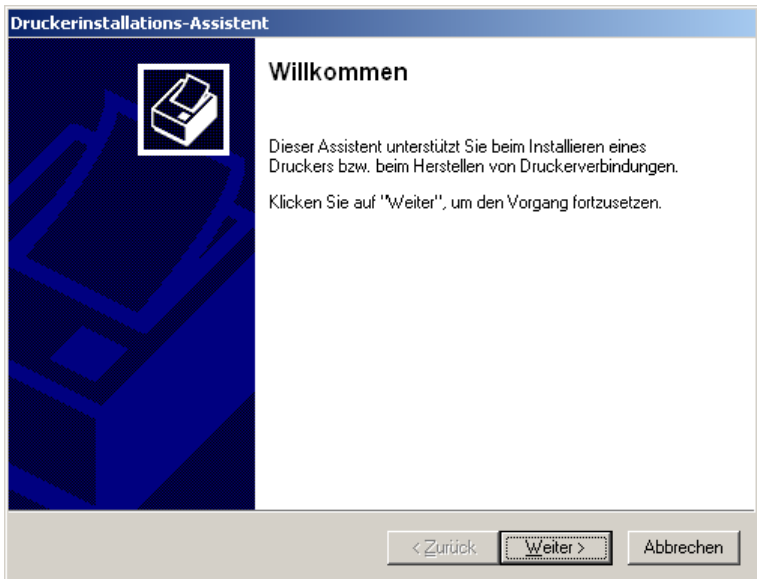 Druckerinstallations-Assistent
Willkommen
Dieser Assistent unterstützt Sie beim Installieren eines
Druckers bzw. beim Herstellen von Druckerverbindungen.
Klicken Sie auf "Weiter", um den Vorgang fortzusetzen.
< Zurück Weiter > Abbrechen